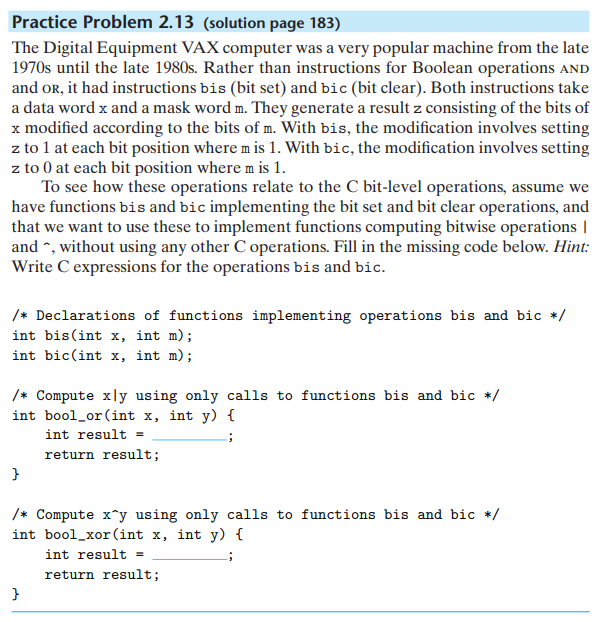 Practice Problem 2.13 (solution page 183)
The Digital Equipment VAX computer was a very popular machine from the late
1970s until the late 1980s. Rather than instructions for Boolean operations AND
and OR, it had instructions bis (bit set) and bic (bit clear). Both instructions take
a data word x and a mask word m. They generate a result z consisting of the bits of
x modified according to the bits of m. With bis, the modification involves setting
z to 1 at each bit position where m is 1. With bic, the modification involves setting
z to 0 at each bit position where m is 1.
To see how these operations relate to the C bit-level operations, assume we
have functions bis and bic implementing the bit set and bit clear operations, and
that we want to use these to implement functions computing bitwise operations |
and ^, without using any other C operations. Fill in the missing code below. Hint:
Write C expressions for the operations bis and bic.
/* Declarations of functions implementing operations bis and bic */
int bis(int x, int m);
int bic(int x, int m);
/* Compute x|y using only calls to functions bis and bic */
int bool_or(int x, int y) {
int result = ________;
return result;
}
/* Compute x^y using only calls to functions bis and bic */
int bool_xor(int x, int y) {
int result = ________;
return result;
}